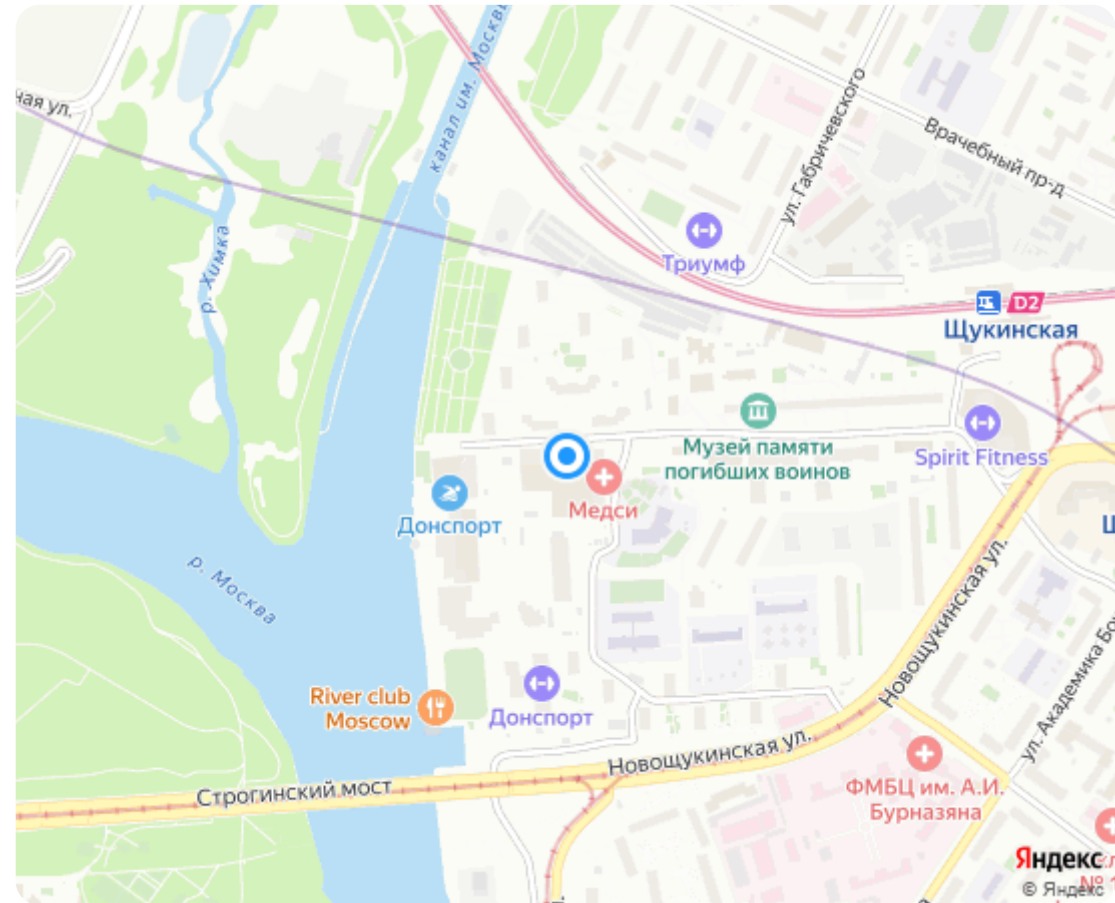 канал им. Москвы
ная ул.
ул. Габричевского
Врачебный пр-д
р. Химка
Триумф
D2
Щукинская
Музей памяти
погибших воинов
Spirit Fitness
Медси
Донспорт
Щ
р. Москва
Новощукинская ул.
ул. Академика Бо
River club
Moscow
Донспорт
Новощукинская ул.
Строгинский мост
ФМБЦ им. А.И.
Бурназяна
Яндекс
№ 1
© Яндекс